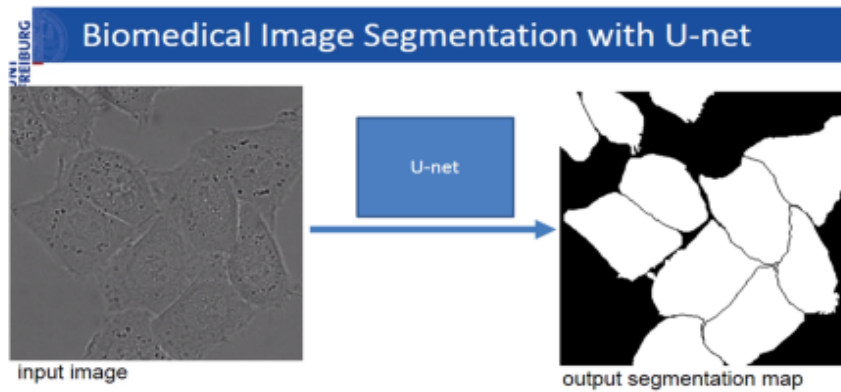 Biomedical Image Segmentation with U-net
U-net
input image
output segmentation map